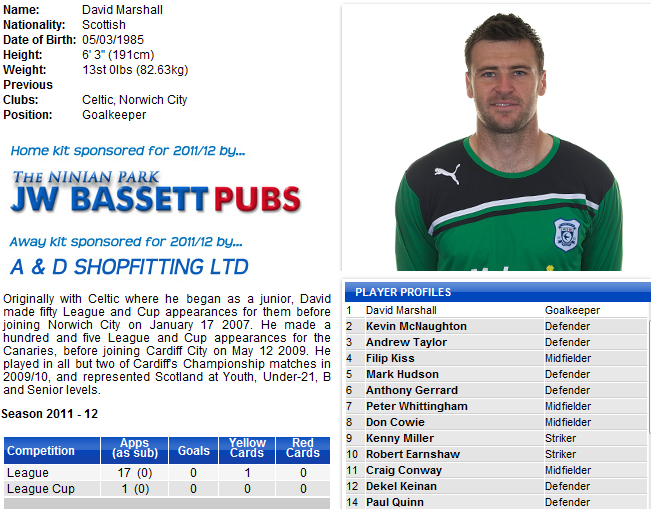 Name: David Marshall
Nationality: Scottish
Date of Birth: 05/03/1985
Height: 6' 3" (191cm)
Weight: 13st 0lbs (82.63kg)
Previous
Clubs: Celtic, Norwich City
Position: Goalkeeper
Home kit sponsored for 2011/12 by...
THE NINIAN PARK
JW BASSETT PUBS
Away kit sponsored for 2011/12 by...
A & D SHOPFITTING LTD
Originally with Celtic where he began as a junior, David
made fifty League and Cup appearances for them before
joining Norwich City on January 17 2007. He made a
hundred and five League and Cup appearances for the
Canaries, before joining Cardiff City on May 12 2009. He
played in all but two of Cardiff's Championship matches in
2009/10, and represented Scotland at Youth, Under-21, B
and Senior levels.
Season 2011 - 12
Competition Apps (as sub) Goals Yellow Cards Red Cards
League 17 (0) 0 1 0
League Cup 1 (0) 0 0 0
PLAYER PROFILES
1 David Marshall Goalkeeper
2 Kevin McNaughton Defender
3 Andrew Taylor Defender
4 Filip Kiss Midfielder
5 Mark Hudson Defender
6 Anthony Gerrard Defender
7 Peter Whittingham Midfielder
8 Don Cowie Midfielder
9 Kenny Miller Striker
10 Robert Earnshaw Striker
11 Craig Conway Midfielder
12 Dekel Keinan Defender
14 Paul Quinn Defender